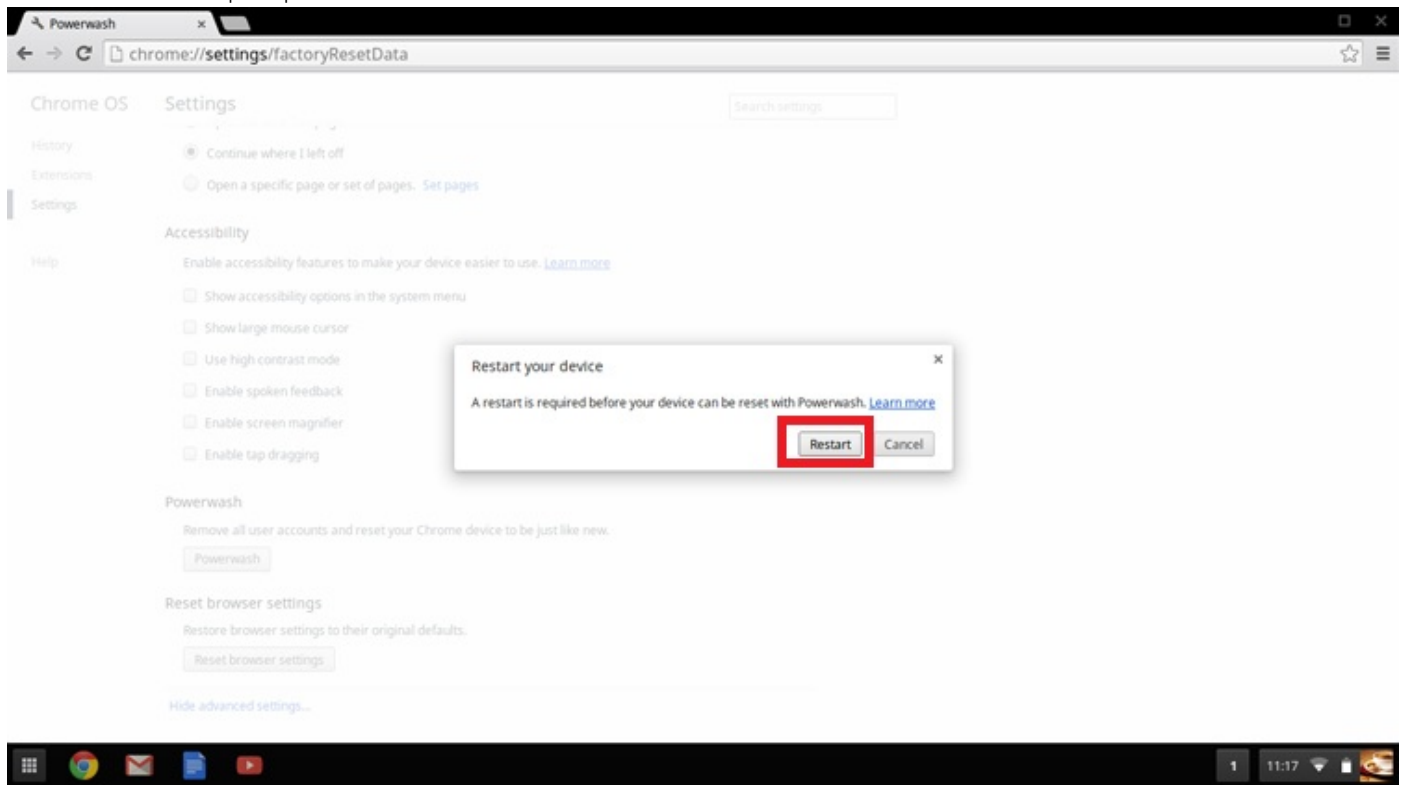 Powerwash
chrome://settings/factoryResetData
Chrome OS
Settings
Search settings
History
Continue where I left off
Extensions
Open a specific page or set of pages. Set pages
Settings
Accessibility
Help
Enable accessibility features to make your device easier to use. Learn more
Show accessibility options in the system menu
Show large mouse cursor
Use high contrast mode
Restart your device
Enable spoken feedback
A restart is required before your device can be reset with Powerwash. Learn more
Enable screen magnifier
Restart
Cancel
Enable tap dragging
Powerwash
Remove all user accounts and reset your Chrome device to be just like new.
Powerwash
Reset browser settings
Restore browser settings to their original defaults.
Reset browser settings
Hide advanced settings...
1
11:17